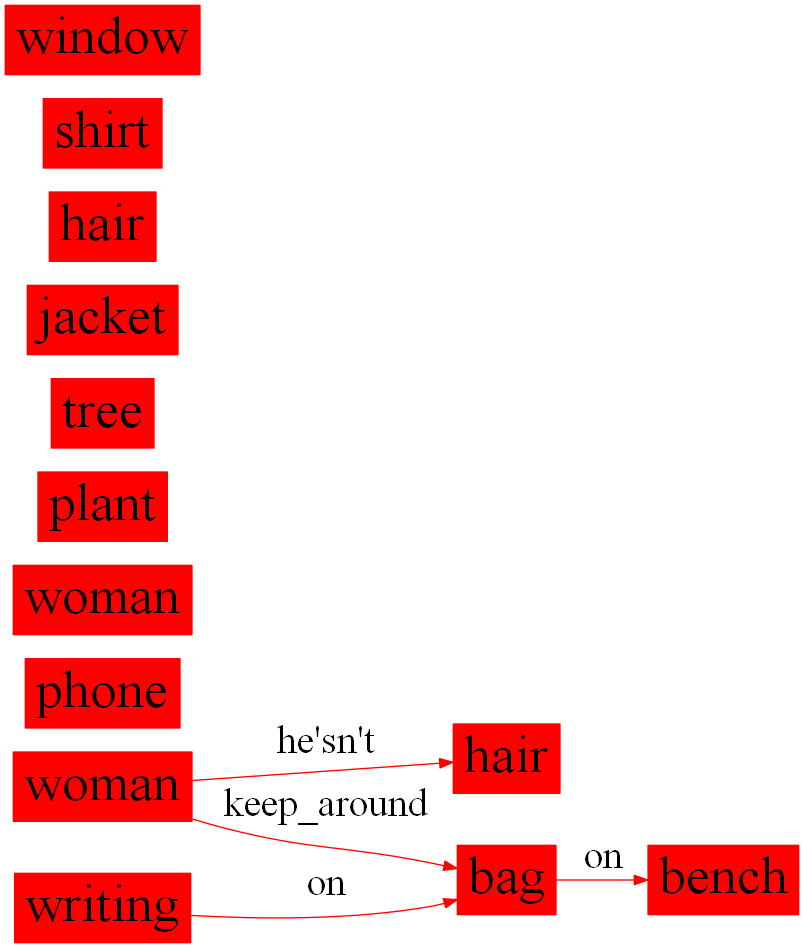 window
shirt
hair
jacket
tree
plant
woman
phone
woman
he'sn't
hair
keep_around
writing
on
bag
on
bench